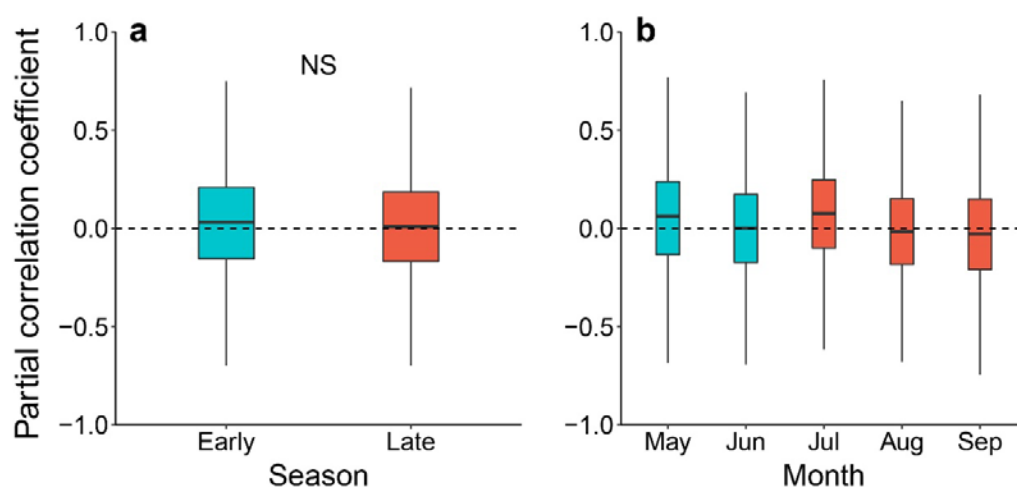 Partial correlation coefficient
a
NS
1.0
0.5
0.0
−0.5
−1.0
Early Late
Season
b
1.0
0.5
0.0
−0.5
−1.0
May Jun Jul Aug Sep
Month